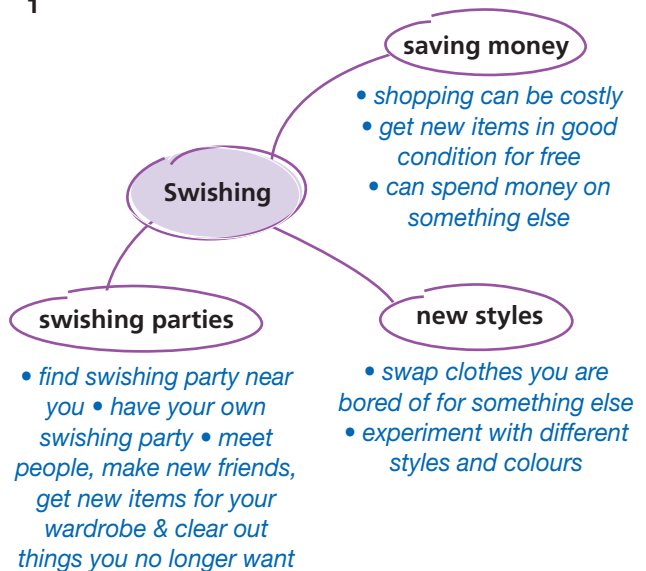 1
saving money
• shopping can be costly
• get new items in good
condition for free
• can spend money on
something else
Swishing
swishing parties
• find swishing party near
you • have your own
swishing party • meet
people, make new friends,
get new items for your
wardrobe & clear out
things you no longer want
new styles
• swap clothes you are
bored of for something else
• experiment with different
styles and colours